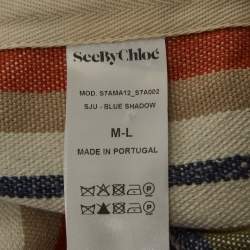 SeeByChloé
MOD. S7AMA12_S7A002
SJU - BLUE SHADOW
M-L
MADE IN PORTUGAL